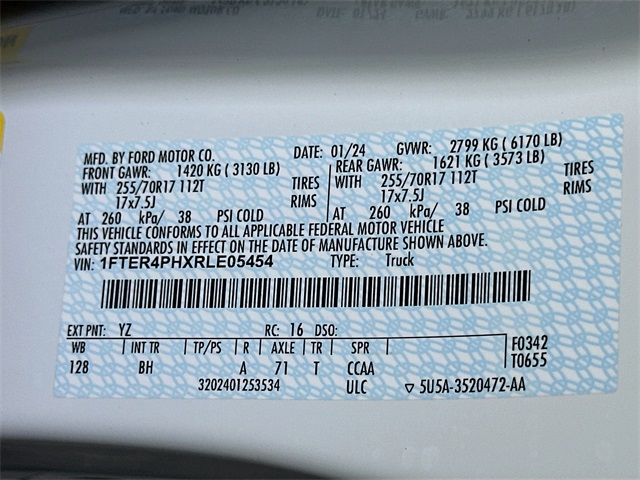 MFD. BY FORD MOTOR CO. DATE: 01/24 GVWR: 2799 KG ( 6170 LB)
FRONT GAWR: 1420 KG ( 3130 LB) REAR GAWR: 1621 KG ( 3573 LB)
WITH 255/70R17 112T TIRES WITH 255/70R17 112T TIRES
17x7.5J RIMS 17x7.5J RIMS
AT 260 kPa/ 38 PSI COLD AT 260 kPa/ 38 PSI COLD
THIS VEHICLE CONFORMS TO ALL APPLICABLE FEDERAL MOTOR VEHICLE
SAFETY STANDARDS IN EFFECT ON THE DATE OF MANUFACTURE SHOWN ABOVE.
VIN: 1FTER4PHXRLE05454 TYPE: Truck
EXT PNT: YZ RC: 16 DSO: F0342
WB INT TR TP/PS R AXLE TR SPR T0655
128 BH A 71 T CCAA
3202401253534 ULC ▽ 5U5A-3520472-AA